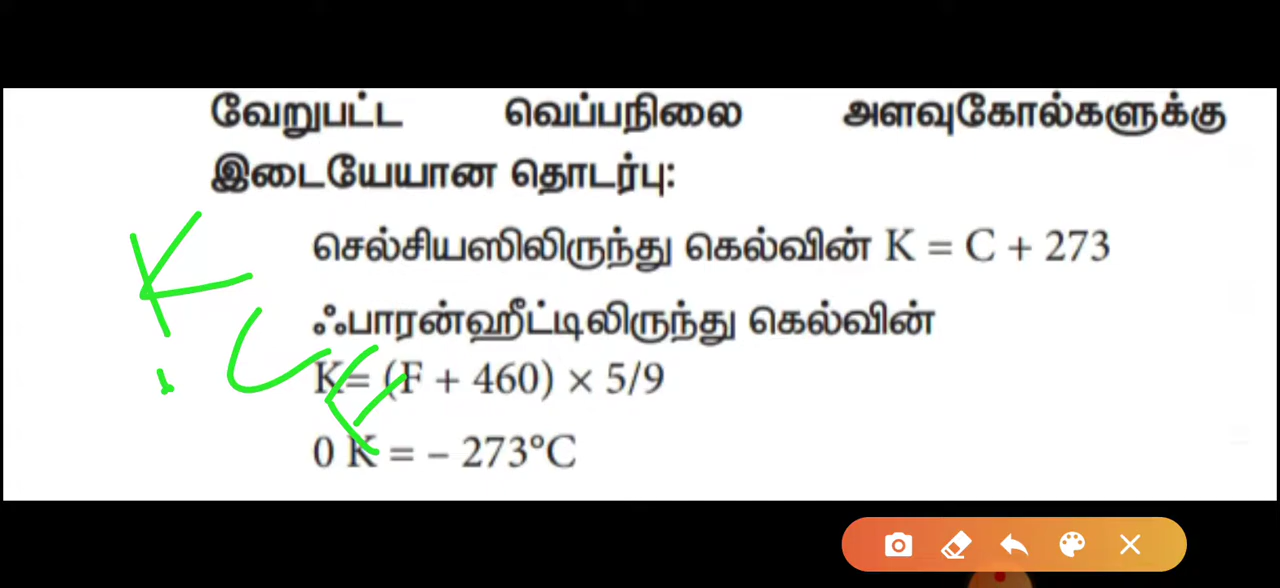 வேறுபட்ட வெப்பநிலை அளவுகோல்களுக்கு
இடையேயான தொடர்பு:
செல்சியஸிலிருந்து கெல்வின் K = C + 273
ஃபாரன்ஹீட்டிலிருந்து கெல்வின்
K= (F + 460) × 5/9
0 K = – 273°C
K
C
F